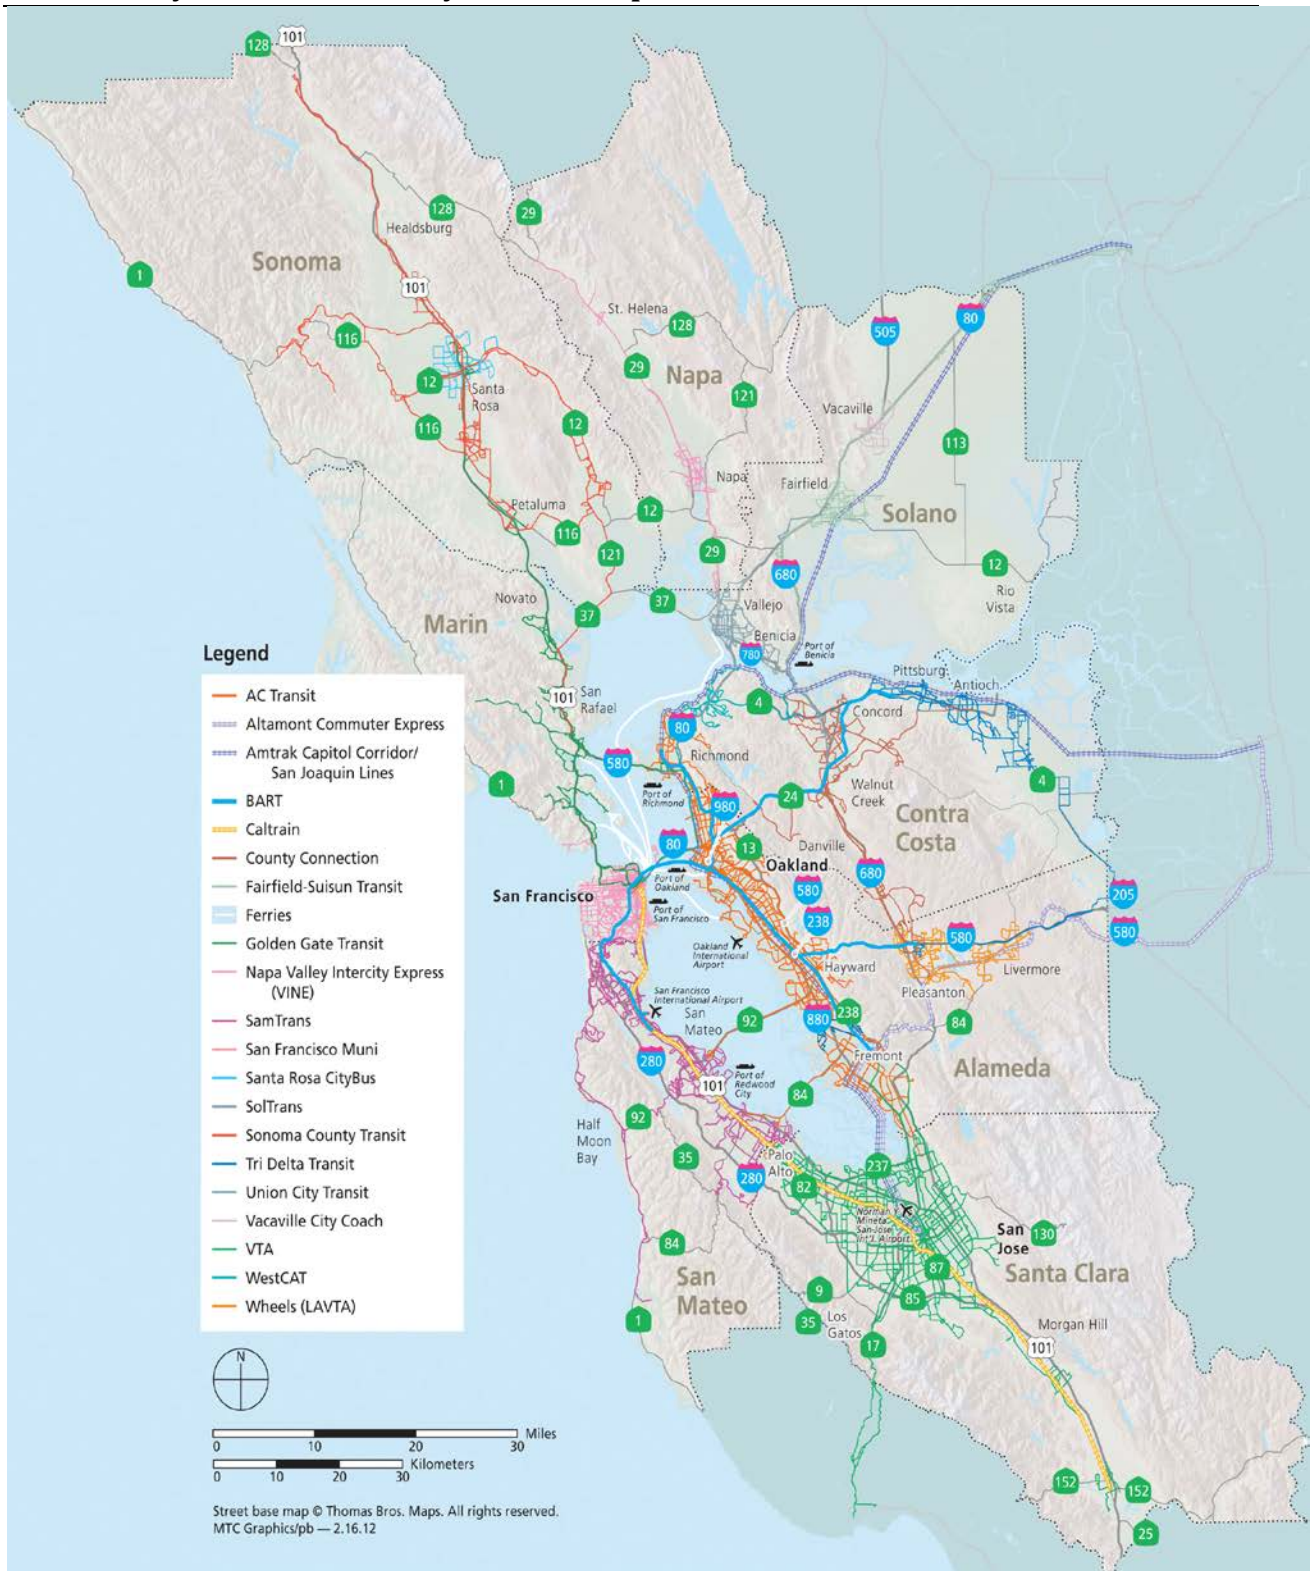 128
101
128
29
Healdsburg
Sonoma
1
101
St. Helena
128
505
80
116
29
Napa
12
Santa
Rosa
121
Vacaville
116
12
113
Napa
Fairfield
Petaluma
12
Solano
116
121
29
680
12
Rio
Vista
Novato
37
37
Vallejo
Marin
Benicia
780
Port of
Benicia
Pittsburg
Antioch
101
San
Rafael
4
Concord
80
Richmond
580
1
Port of
Richmond
980
24
Walnut
Creek
4
Contra
Costa
80
13
Danville
Oakland
680
Port of
Oakland
580
205
San Francisco
Port of
San Francisco
238
580
580
Oakland
International
Airport
Hayward
Livermore
Pleasanton
San Francisco
International Airport
San
Mateo
92
880
238
84
280
Fremont
Alameda
101
Port of
Redwood
City
84
92
Half
Moon
Bay
35
280
Palo
Alto
82
237
Norman Y.
Mineta
San Jose
Int'l. Airport
San
Jose
130
84
87
Santa Clara
San
Mateo
9
85
1
35
Los
Gatos
17
Morgan Hill
101
152
152
25
Legend
AC Transit
Altamont Commuter Express
Amtrak Capitol Corridor/
San Joaquin Lines
BART
Caltrain
County Connection
Fairfield-Suisun Transit
Ferries
Golden Gate Transit
Napa Valley Intercity Express
(VINE)
SamTrans
San Francisco Muni
Santa Rosa CityBus
SolTrans
Sonoma County Transit
Tri Delta Transit
Union City Transit
Vacaville City Coach
VTA
WestCAT
Wheels (LAVTA)
N
Miles
0 10 20 30
Kilometers
0 10 20 30
Street base map © Thomas Bros. Maps. All rights reserved.
MTC Graphics/pb — 2.16.12